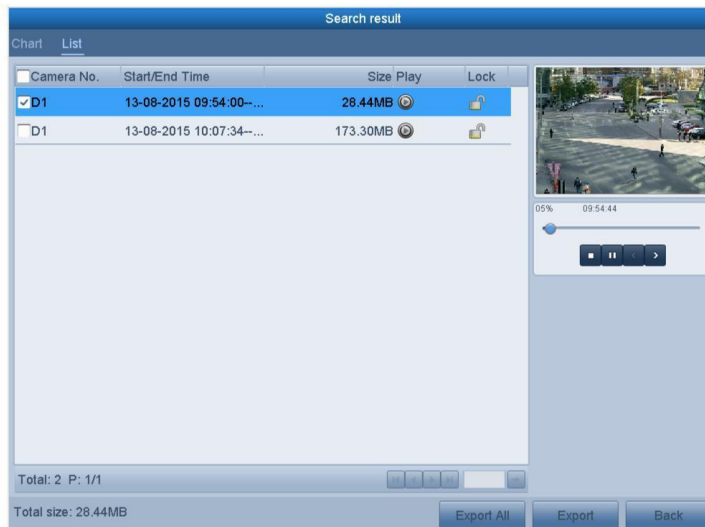 Search result
Chart List
Camera No. Start/End Time Size Play Lock
D1 13-08-2015 09:54:00--... 28.44MB
D1 13-08-2015 10:07:34--... 173.30MB
05% 09:54:44
Total: 2 P: 1/1
Total size: 28.44MB
Export All Export Back